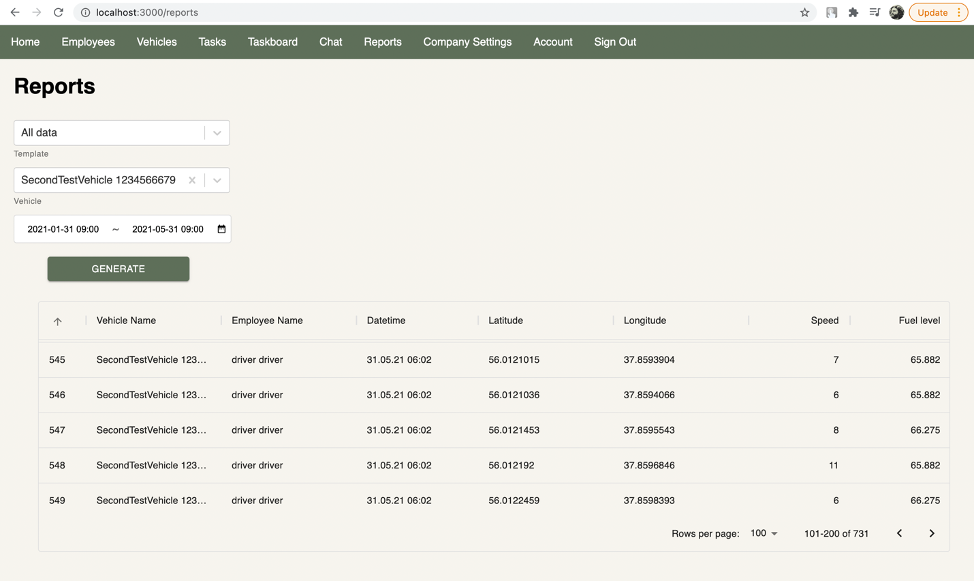 localhost:3000/reports Update
Home Employees Vehicles Tasks Taskboard Chat Reports Company Settings Account Sign Out
Reports
All data
Template
SecondTestVehicle 1234566679
Vehicle
2021-01-31 09:00 ~ 2021-05-31 09:00
GENERATE
Vehicle Name Employee Name Datetime Latitude Longitude Speed Fuel level
545 SecondTestVehicle 123... driver driver 31.05.21 06:02 56.0121015 37.8593904 7 65.882
546 SecondTestVehicle 123... driver driver 31.05.21 06:02 56.0121036 37.8594066 6 65.882
547 SecondTestVehicle 123... driver driver 31.05.21 06:02 56.0121453 37.8595543 8 66.275
548 SecondTestVehicle 123... driver driver 31.05.21 06:02 56.012192 37.8596846 11 65.882
549 SecondTestVehicle 123... driver driver 31.05.21 06:02 56.0122459 37.8598393 6 66.275
Rows per page: 100 101-200 of 731